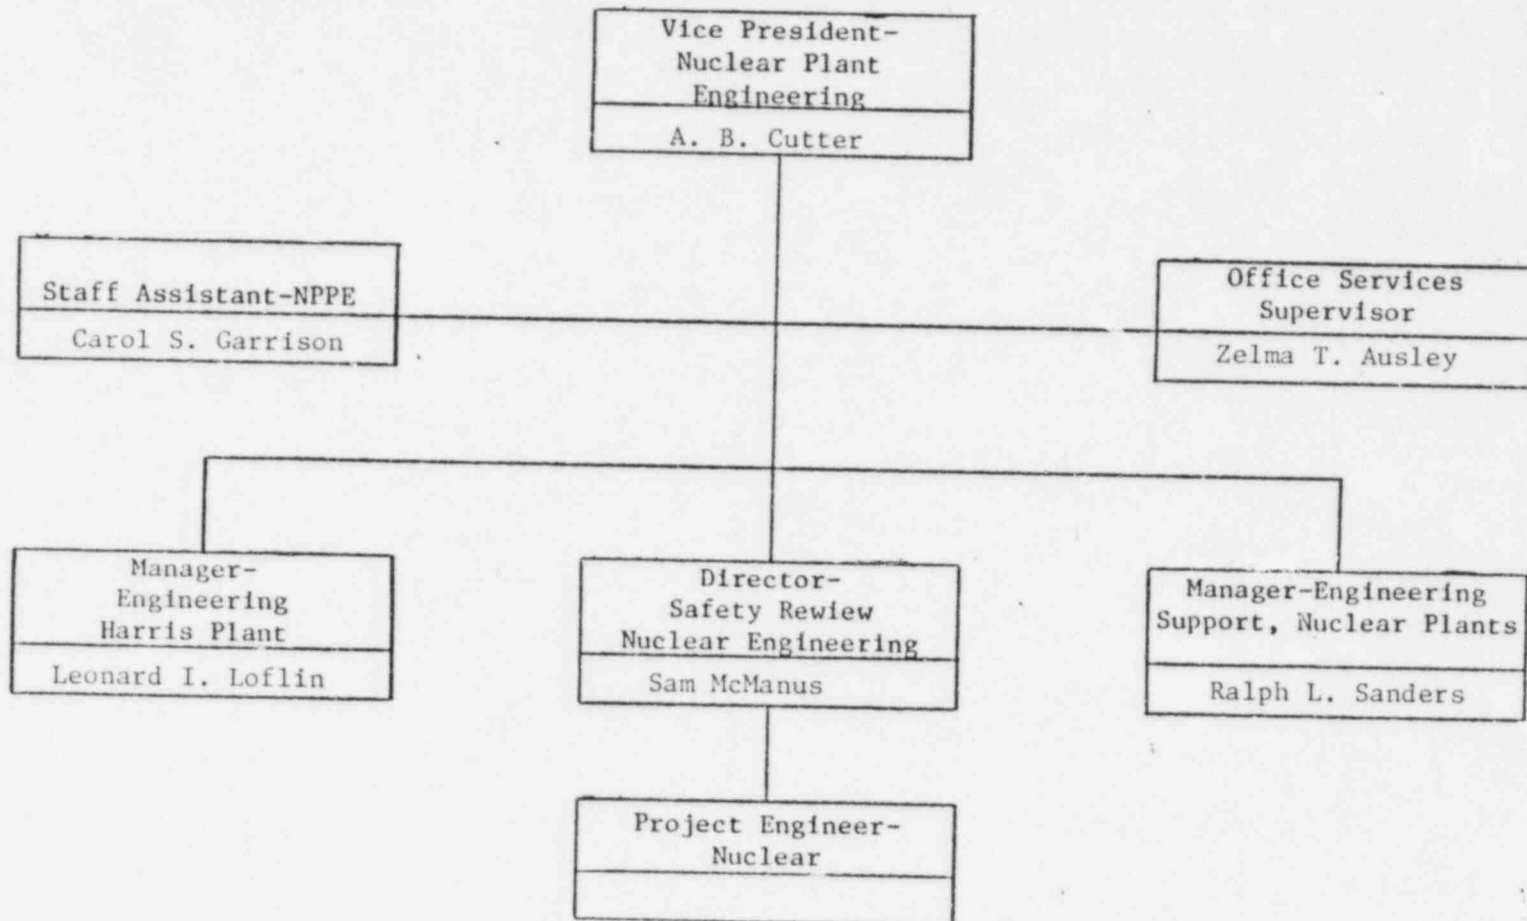 Vice President-
Nuclear Plant
Engineering
A. B. Cutter
Staff Assistant-NPPE
Carol S. Garrison
Office Services
Supervisor
Zelma T. Ausley
Manager-
Engineering
Harris Plant
Leonard I. Loflin
Director-
Safety Rewiew
Nuclear Engineering
Sam McManus
Manager-Engineering
Support, Nuclear Plants
Ralph L. Sanders
Project Engineer-
Nuclear